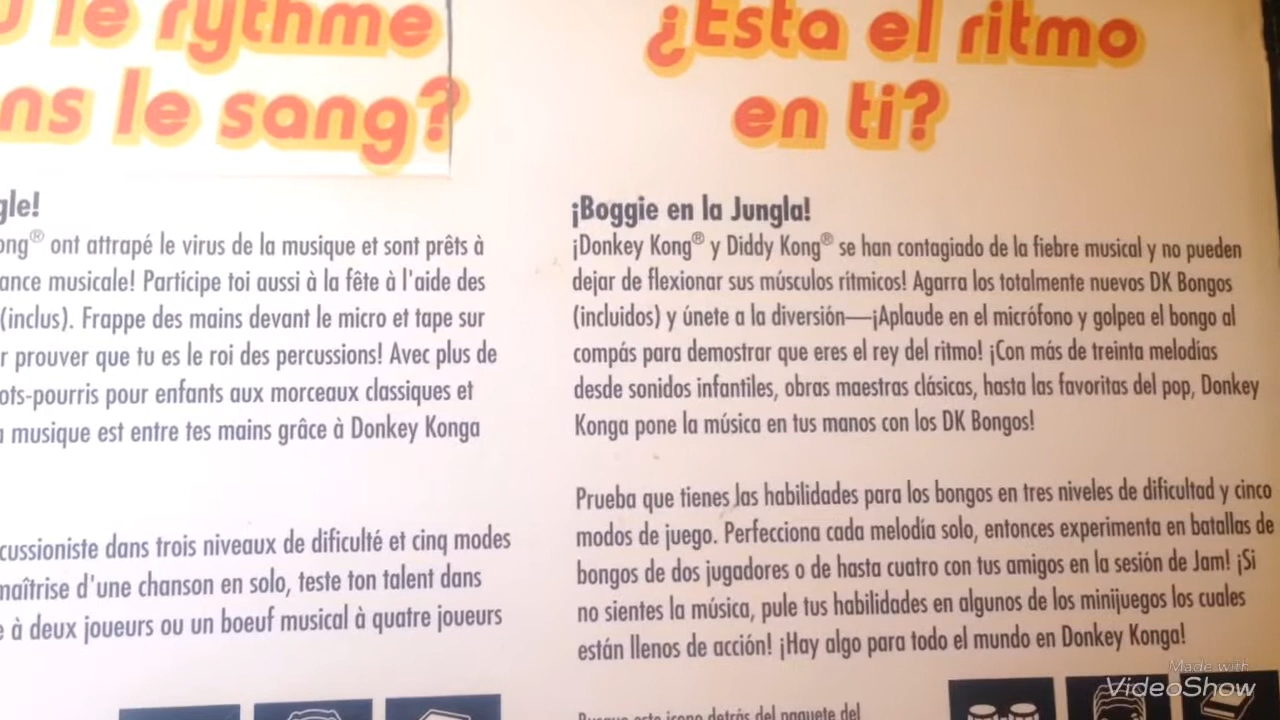 le rythme
ns le sang?
gle!
ong® ont attrapé le virus de la musique et sont prêts à
ance musicale! Participe toi aussi à la fête à l'aide des
(inclus). Frappe des mains devant le micro et tape sur
r prouver que tu es le roi des percussions! Avec plus de
ots-pourris pour enfants aux morceaux classiques et
musique est entre tes mains grâce à Donkey Konga
cussioniste dans trois niveaux de dificulté et cinq modes
maîtrise d'une chanson en solo, teste ton talent dans
e à deux joueurs ou un boeuf musical à quatre joueurs
¿Esta el ritmo
en ti?
¡Boggie en la Jungla!
¡Donkey Kong® y Diddy Kong® se han contagiado de la fiebre musical y no pueden
dejar de flexionar sus músculos rítmicos! Agarra los totalmente nuevos DK Bongos
(incluidos) y únete a la diversión—¡Aplaude en el micrófono y golpea el bongo al
compás para demostrar que eres el rey del ritmo! ¡Con más de treinta melodías
desde sonidos infantiles, obras maestras clásicas, hasta las favoritas del pop, Donkey
Konga pone la música en tus manos con los DK Bongos!
Prueba que tienes las habilidades para los bongos en tres niveles de dificultad y cinco
modos de juego. Perfecciona cada melodía solo, entonces experimenta en batallas de
bongos de dos jugadores o de hasta cuatro con tus amigos en la sesión de Jam! ¡Si
no sientes la música, pule tus habilidades en algunos de los minijuegos los cuales
están llenos de acción! ¡Hay algo para todo el mundo en Donkey Konga!
Busque este icono detrás del paquete del
Made with
VideoShow